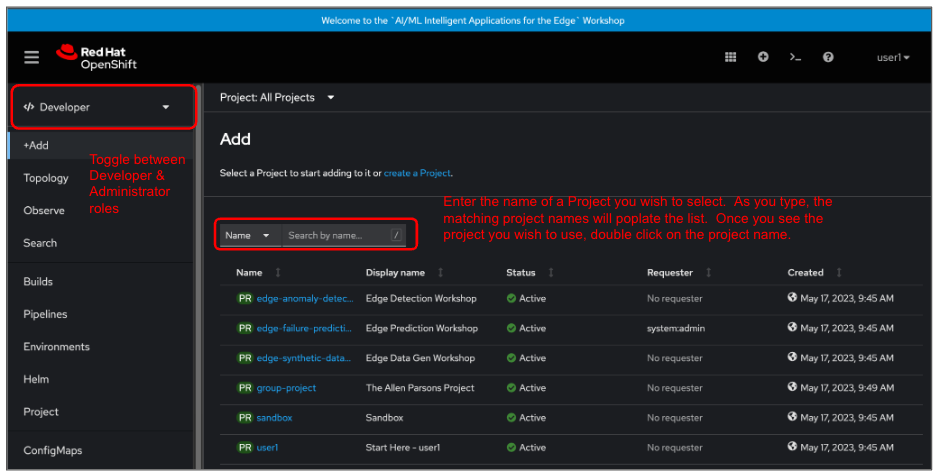 Welcome to the `AI/ML Intelligent Applications for the Edge` Workshop
Red Hat
OpenShift
user1
</> Developer
Project: All Projects
+Add
Topology
Observe
Search
Builds
Pipelines
Environments
Helm
Project
ConfigMaps
Toggle between
Developer &
Administrator
roles
Add
Select a Project to start adding to it or create a Project.
Enter the name of a Project you wish to select. As you type, the
matching project names will poplate the list. Once you see the
project you wish to use, double click on the project name.
Name Search by name... /
Name Display name Status Requester Created
PR edge-anomaly-detec... Edge Detection Workshop Active No requester May 17, 2023, 9:45 AM
PR edge-failure-predicti... Edge Prediction Workshop Active system:admin May 17, 2023, 9:45 AM
PR edge-synthetic-data... Edge Data Gen Workshop Active No requester May 17, 2023, 9:45 AM
PR group-project The Allen Parsons Project Active No requester May 17, 2023, 9:49 AM
PR sandbox Sandbox Active No requester May 17, 2023, 9:45 AM
PR user1 Start Here - user1 Active No requester May 17, 2023, 9:45 AM